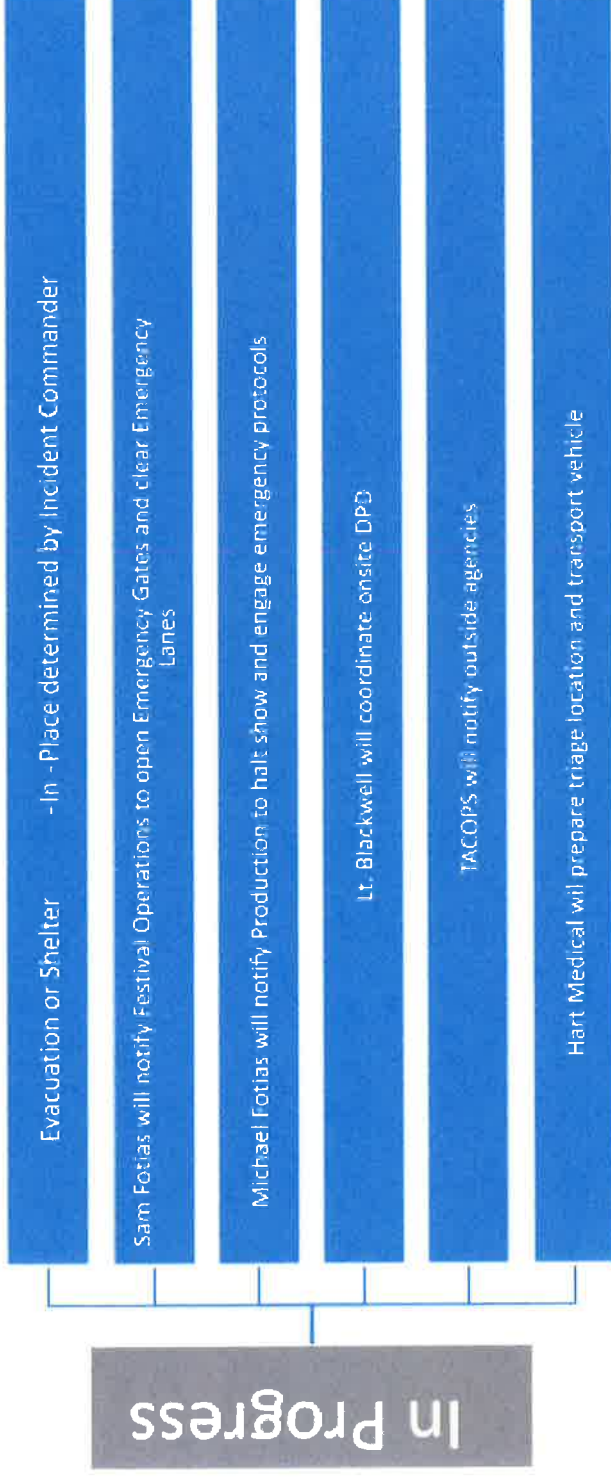 In Progress
Evacuation or Shelter -In - Place determined by Incident Commander
Sam Fotias will notify Festival Operations to open Emergency Gates and clear Emergency
Lanes
Michael Fotias will notify Production to halt show and engage emergency protocols
Lt. Blackwell will coordinate onsite DPD
TACOPS will notify outside agencies
Hart Medical wil prepare triage location and transport vehicle